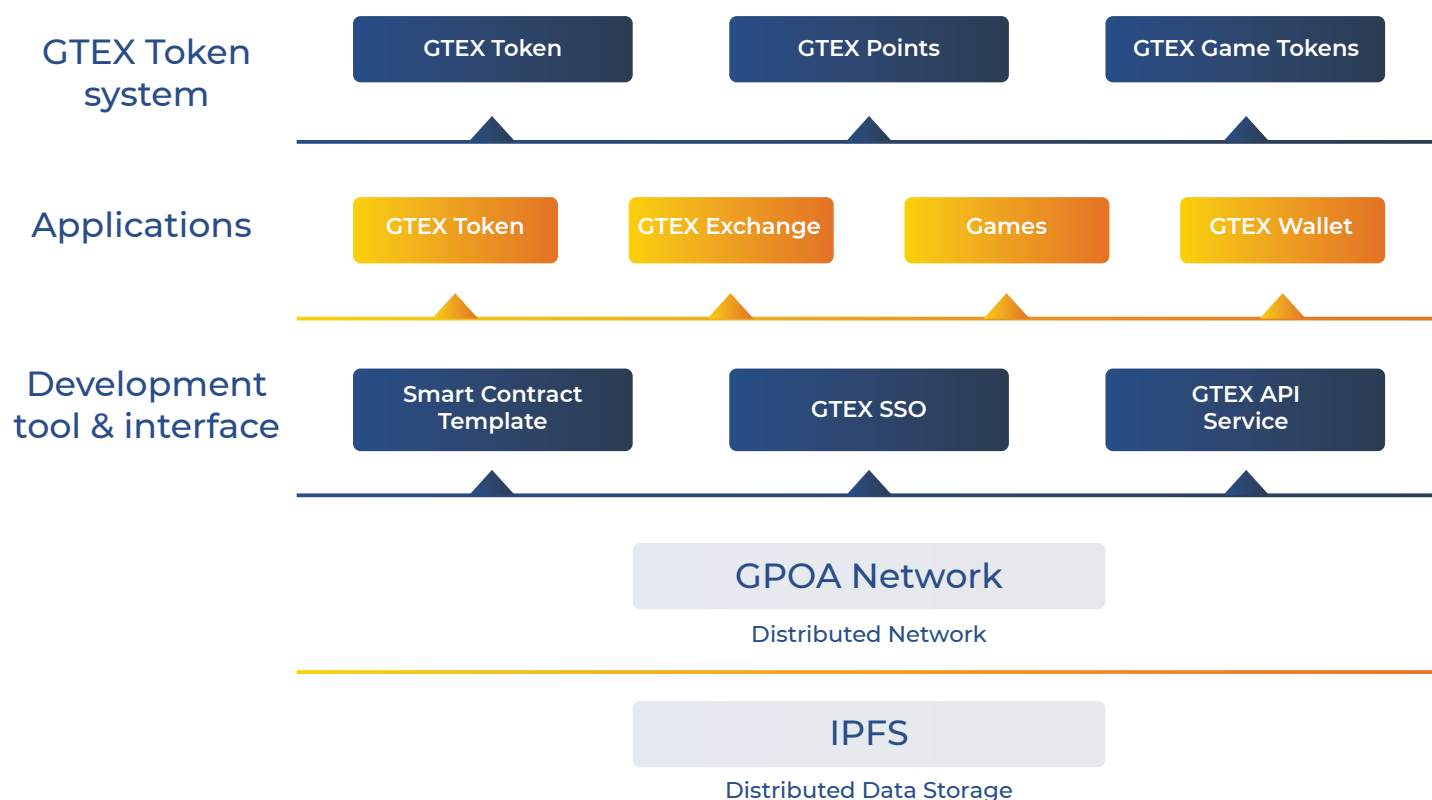 GTEX Token
system
GTEX Token
GTEX Points
GTEX Game Tokens
Applications
GTEX Token
GTEX Exchange
Games
GTEX Wallet
Development
tool & interface
Smart Contract
Template
GTEX SSO
GTEX API
Service
GPOA Network
Distributed Network
IPFS
Distributed Data Storage